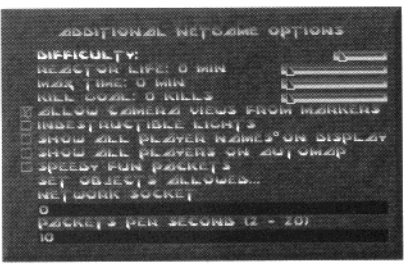 ADDITIONAL NETGAME OPTIONS
DIFFICULTY:
REACTOR LIFE: 0 MIN
MAX TIME: 0 MIN
KILL GOAL: 0 KILLS
ALLOW CAMERA VIEWS FROM MARKERS
INDESTRUCTIBLE LIGHTS
SHOW ALL PLAYER NAMES ON DISPLAY
SHOW ALL PLAYERS ON AUTOMAP
SPEEDY FUN PACKETS
SET OBJECTS ALLOWED...
NETWORK SOCKET
0
PACKETS PER SECOND (2 - 20)
10